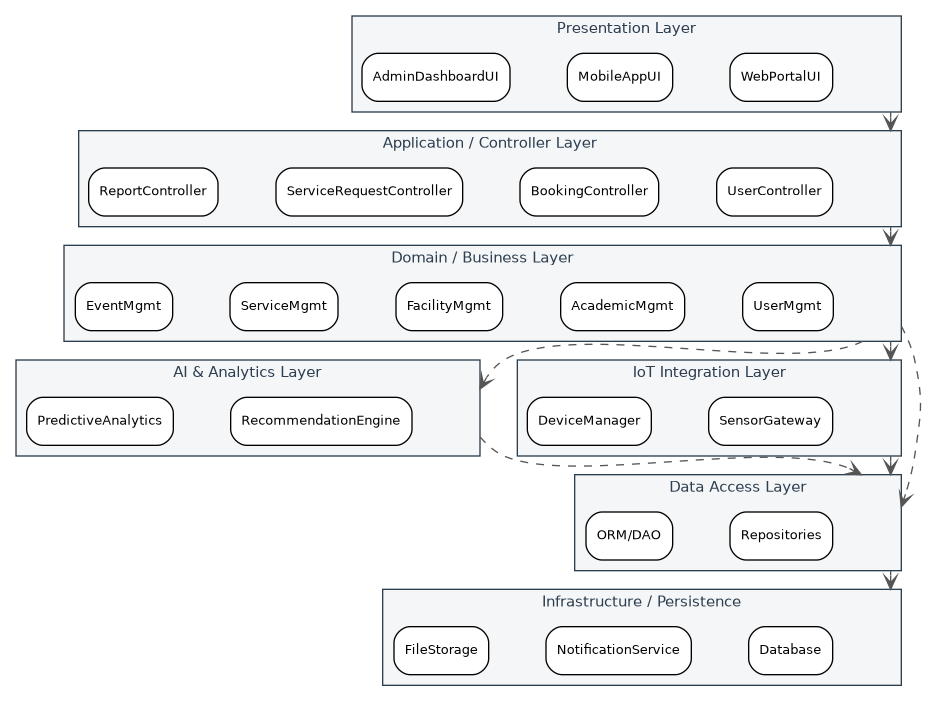 Presentation Layer
AdminDashboardUI
MobileAppUI
WebPortalUI
Application / Controller Layer
ReportController
ServiceRequestController
BookingController
UserController
Domain / Business Layer
EventMgmt
ServiceMgmt
FacilityMgmt
AcademicMgmt
UserMgmt
AI & Analytics Layer
PredictiveAnalytics
RecommendationEngine
IoT Integration Layer
DeviceManager
SensorGateway
Data Access Layer
ORM/DAO
Repositories
Infrastructure / Persistence
FileStorage
NotificationService
Database